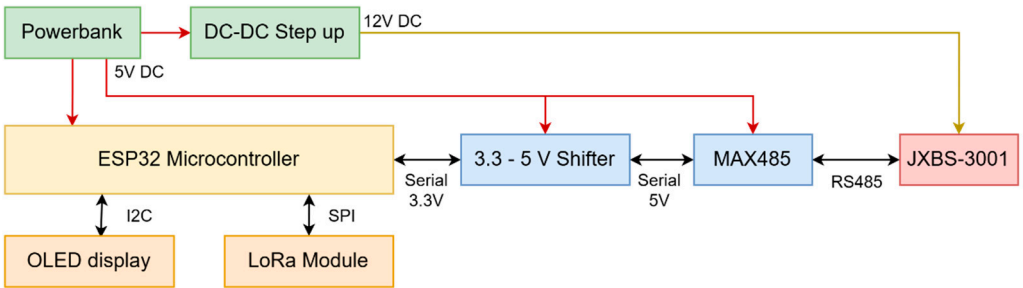 Powerbank
DC-DC Step up
12V DC
5V DC
ESP32 Microcontroller
3.3 - 5 V Shifter
MAX485
JXBS-3001
Serial
3.3V
Serial
5V
RS485
I2C
SPI
OLED display
LoRa Module